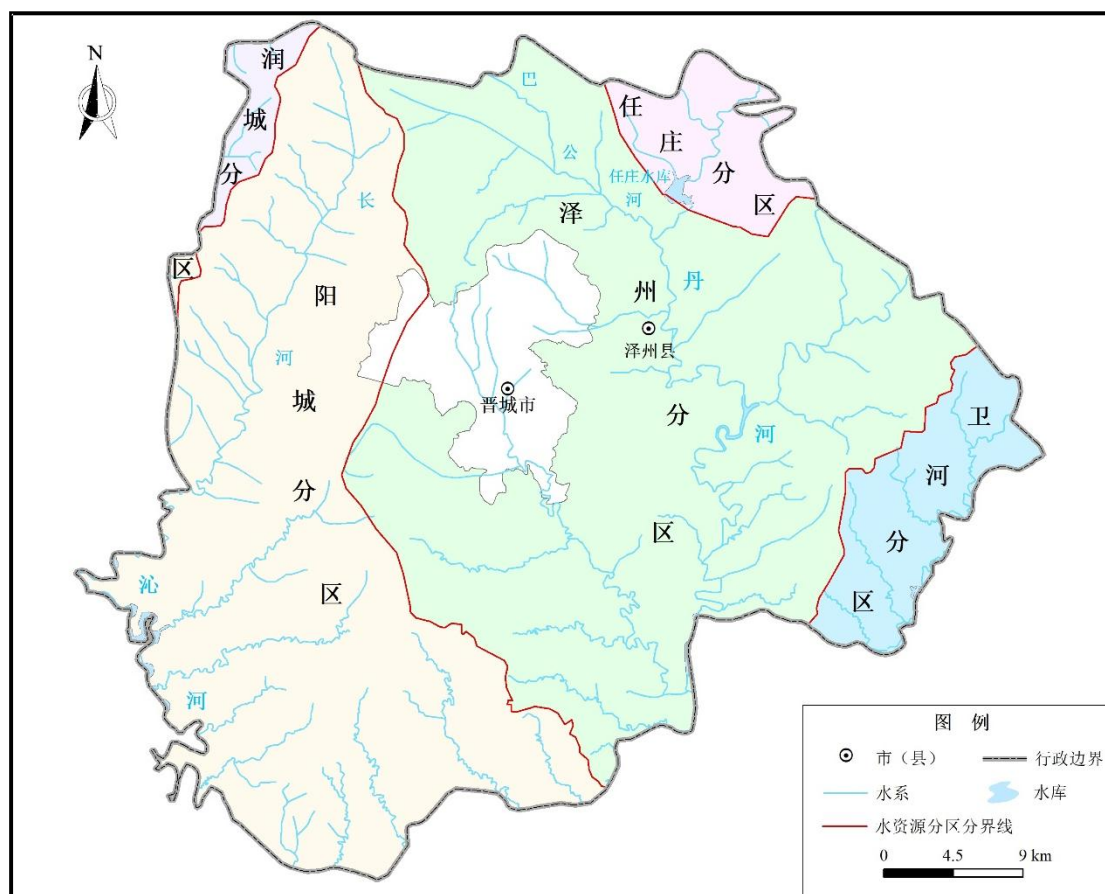 N
润城分区
任庄分区
巴公河
任庄水库
长河
泽州分区
丹河
阳城分区
泽州县
晋城市
卫河分区
沁河
图 例
市（县）
行政边界
水系
水库
水资源分区分界线
0 4.5 9 km